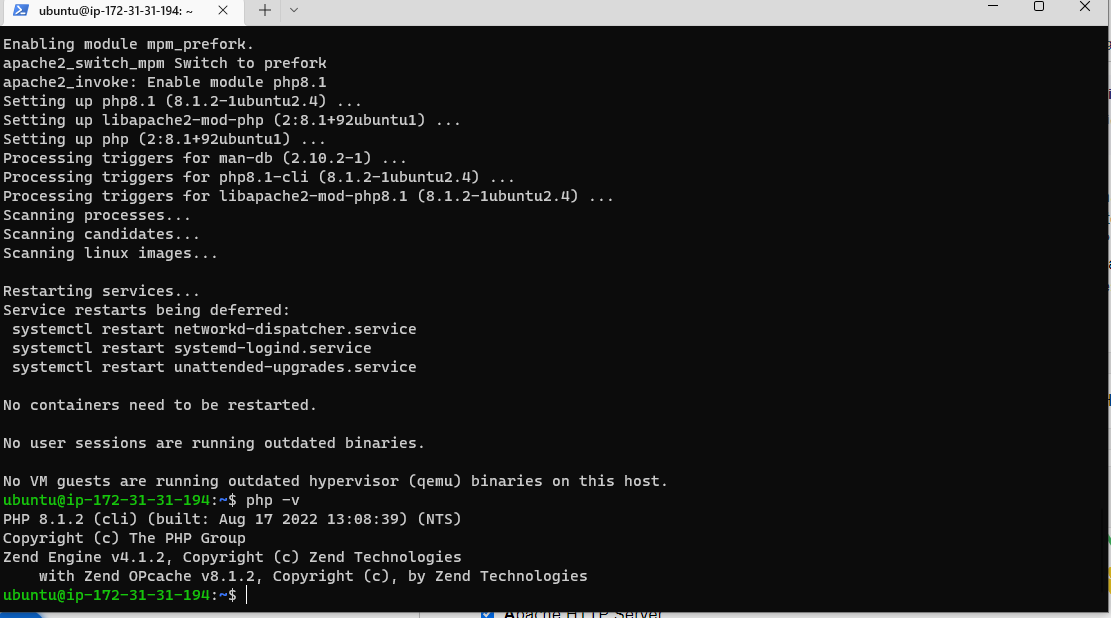 ubuntu@ip-172-31-31-194: ~
Enabling module mpm_prefork.
apache2_switch_mpm Switch to prefork
apache2_invoke: Enable module php8.1
Setting up php8.1 (8.1.2-1ubuntu2.4) ...
Setting up libapache2-mod-php (2:8.1+92ubuntu1) ...
Setting up php (2:8.1+92ubuntu1) ...
Processing triggers for man-db (2.10.2-1) ...
Processing triggers for php8.1-cli (8.1.2-1ubuntu2.4) ...
Processing triggers for libapache2-mod-php8.1 (8.1.2-1ubuntu2.4) ...
Scanning processes...
Scanning candidates...
Scanning linux images...
Restarting services...
Service restarts being deferred:
systemctl restart networkd-dispatcher.service
systemctl restart systemd-logind.service
systemctl restart unattended-upgrades.service
No containers need to be restarted.
No user sessions are running outdated binaries.
No VM guests are running outdated hypervisor (qemu) binaries on this host.
ubuntu@ip-172-31-31-194:~$ php -v
PHP 8.1.2 (cli) (built: Aug 17 2022 13:08:39) (NTS)
Copyright (c) The PHP Group
Zend Engine v4.1.2, Copyright (c) Zend Technologies
with Zend OPcache v8.1.2, Copyright (c), by Zend Technologies
ubuntu@ip-172-31-31-194:~$
Apache HTTP Server